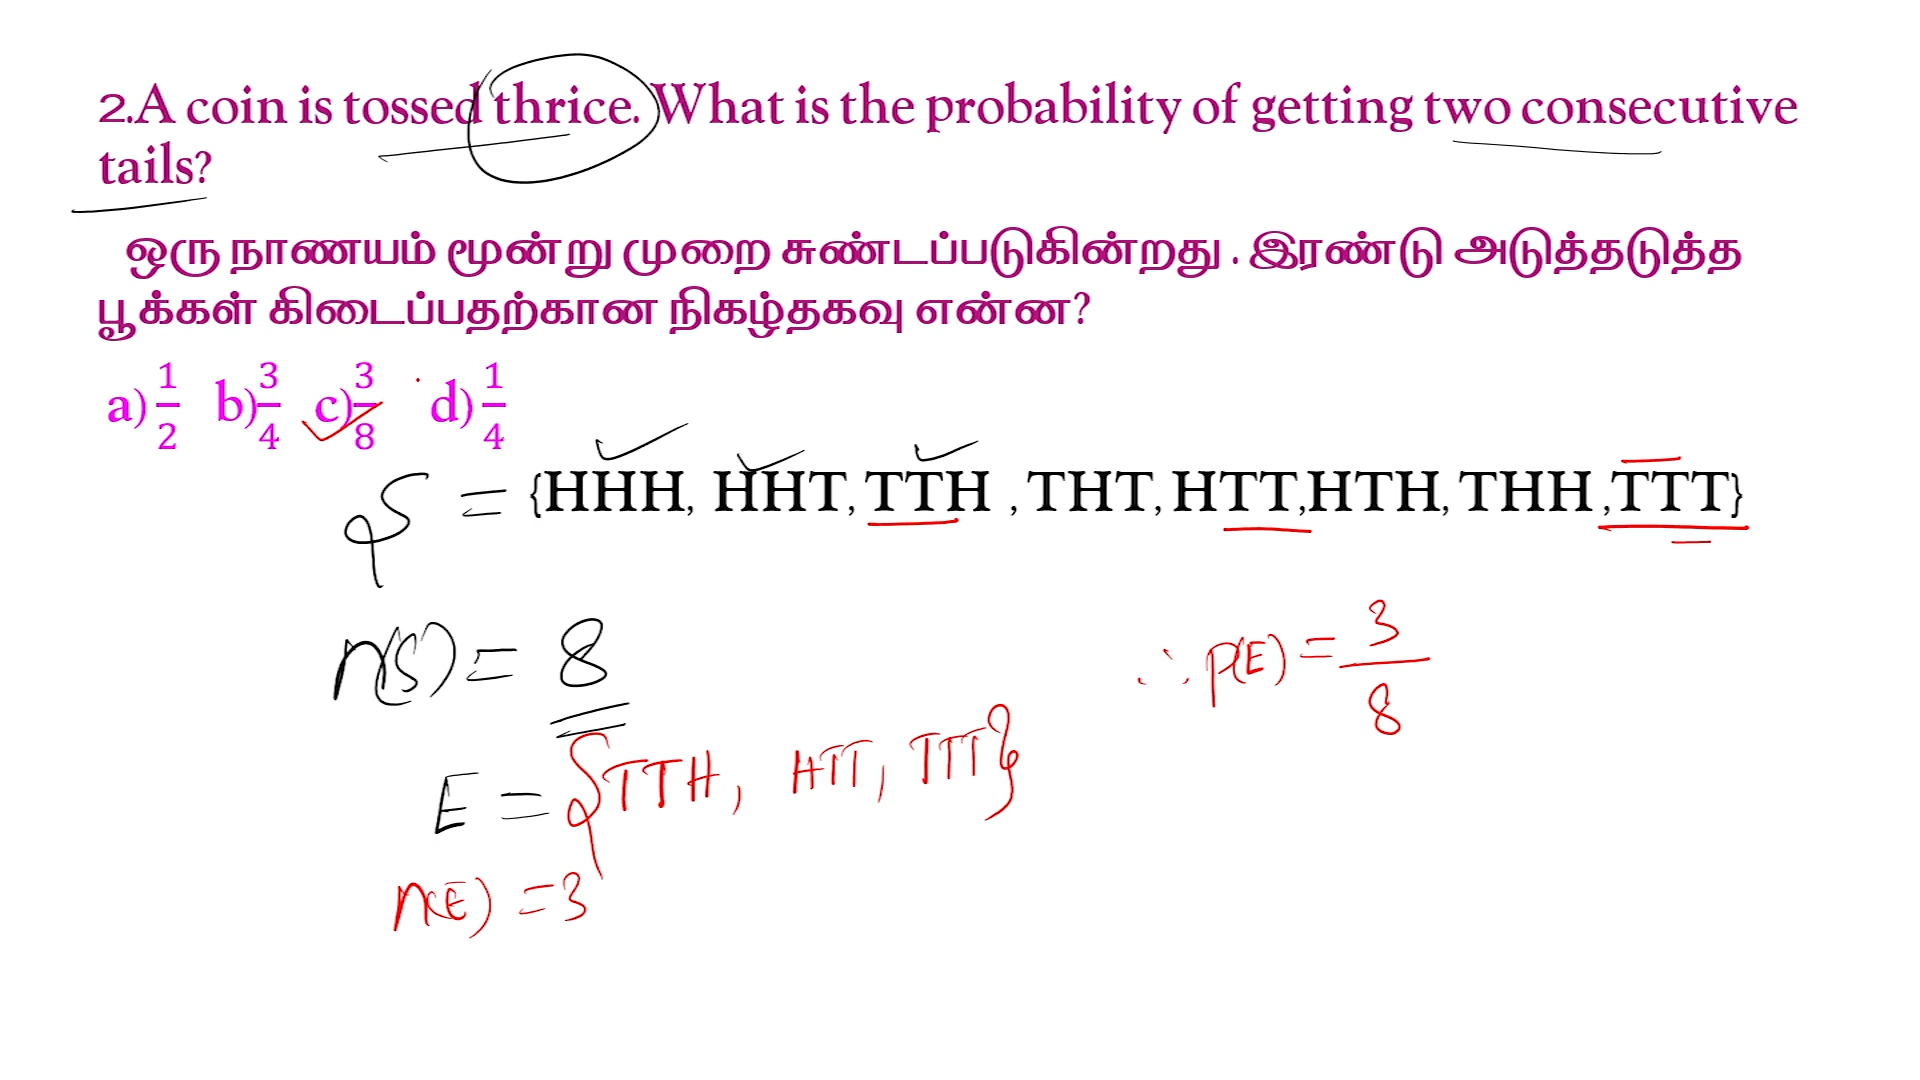 2.A coin is tossed thrice. What is the probability of getting two consecutive
tails?
ஒரு நாணயம் மூன்று முறை சுண்டப்படுகின்றது . இரண்டு அடுத்தடுத்த
பூக்கள் கிடைப்பதற்கான நிகழ்தகவு என்ன?
a) 1/2 b) 3/4 c) 3/8 d) 1/4
S = {HHH, HHT, TTH , THT, HTT,HTH, THH ,TTT}
n(S) = 8
∴ P(E) = 3/8
E = {TTH, HTT, TTT}
n(E) = 3